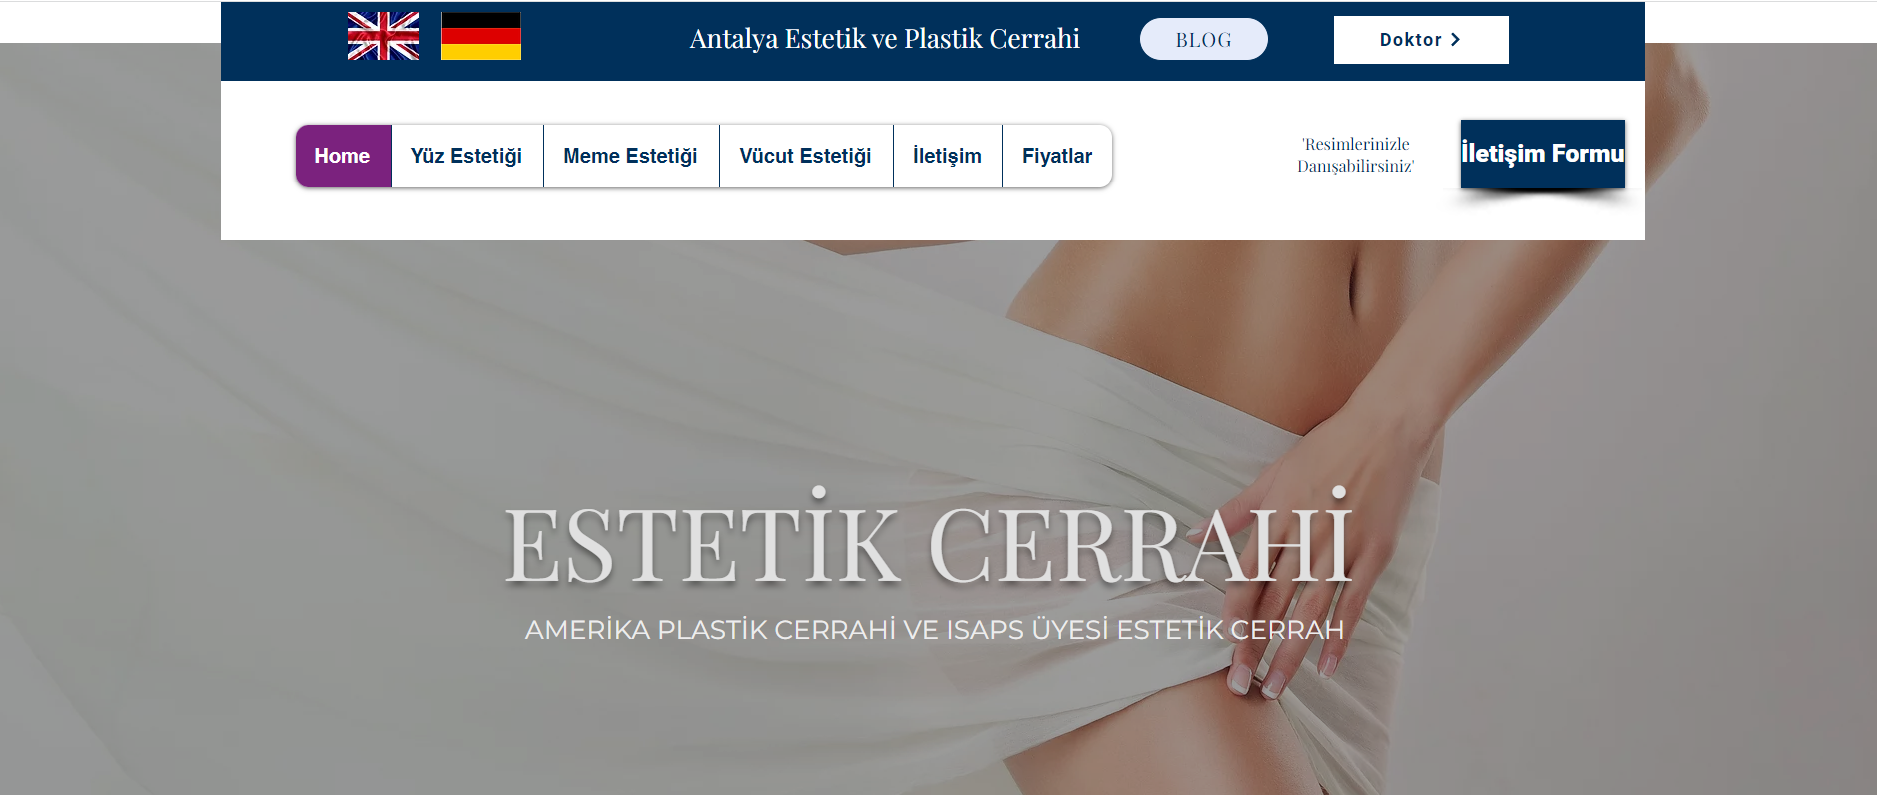 Antalya Estetik ve Plastik Cerrahi
BLOG
Doktor
Home
Yüz Estetiği
Meme Estetiği
Vücut Estetiği
İletişim
Fiyatlar
'Resimlerinizle
Danışabilirsiniz'
İletişim Formu
ESTETİK CERRAHİ
AMERİKA PLASTİK CERRAHİ VE ISAPS ÜYESİ ESTETİK CERRAH